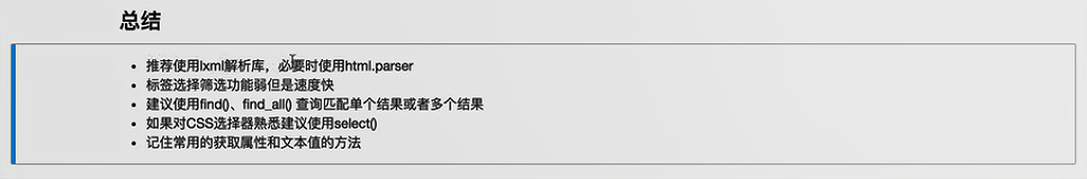 总结
推荐使用lxml解析库，必要时使用html.parser
标签选择筛选功能弱但是速度快
建议使用find()、find_all() 查询匹配单个结果或者多个结果
如果对CSS选择器熟悉建议使用select()
记住常用的获取属性和文本值的方法